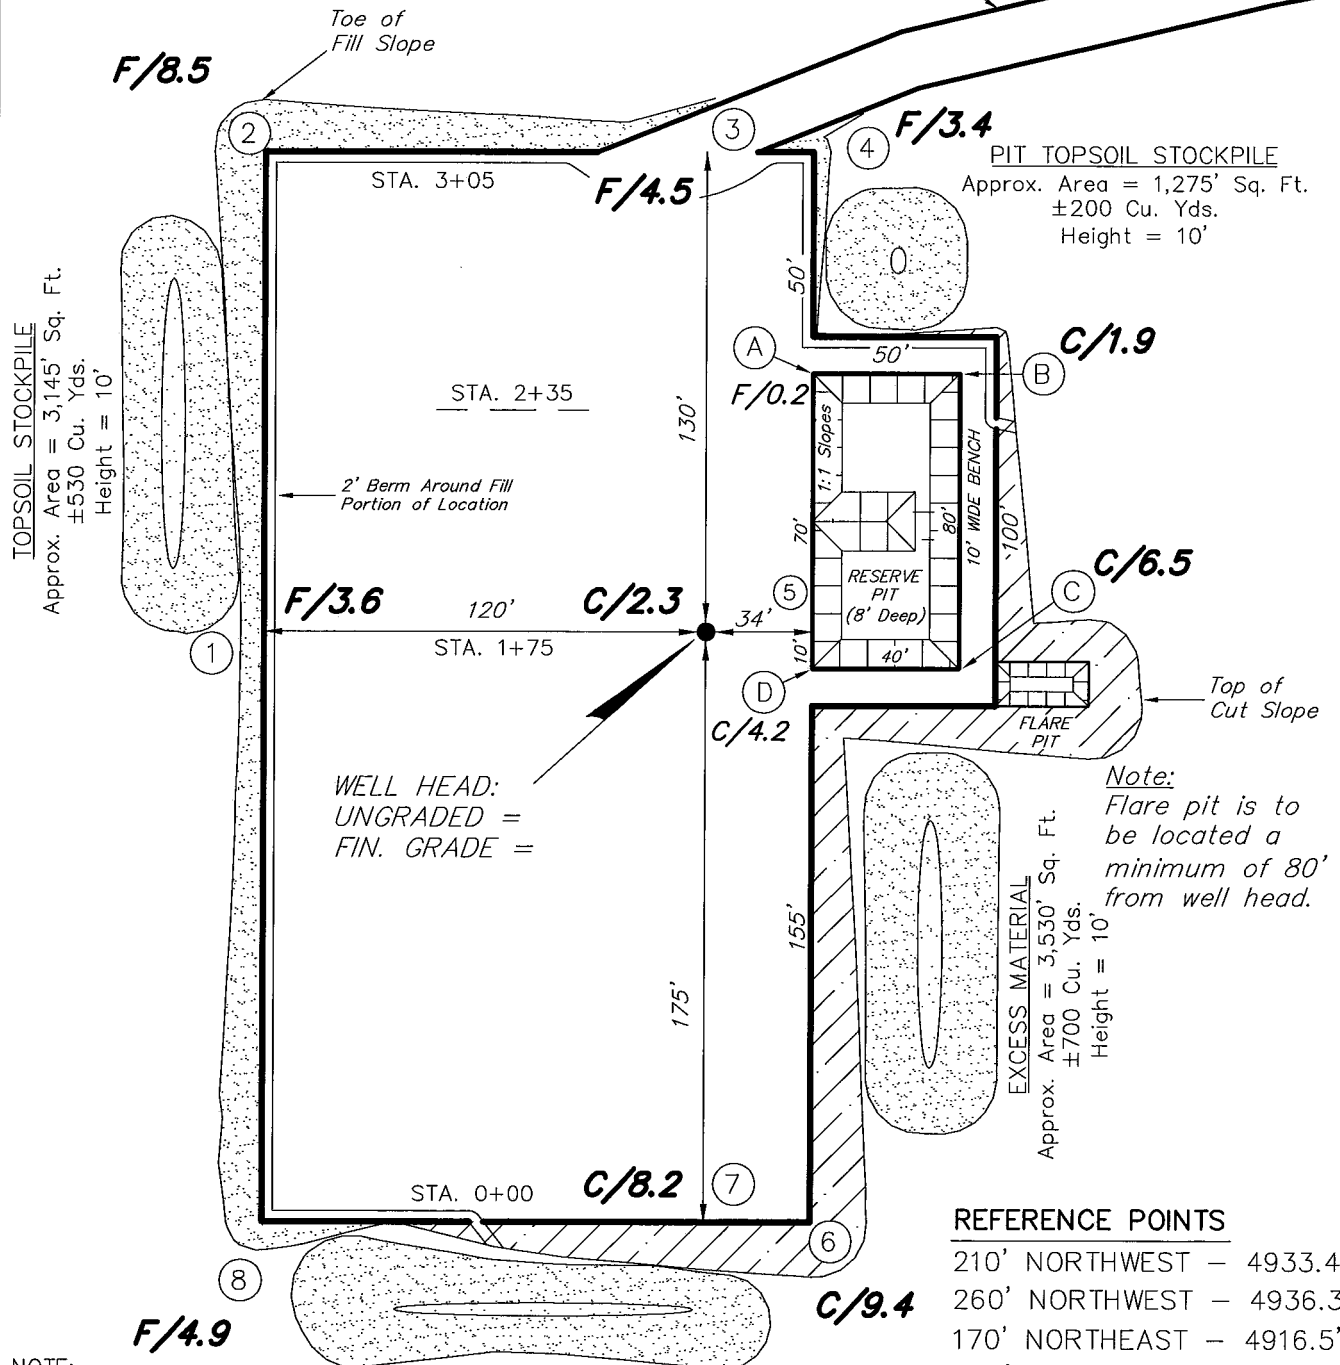 Toe of
Fill Slope
F/8.5
2
3
F/3.4
4
PIT TOPSOIL STOCKPILE
Approx. Area = 1,275' Sq. Ft.
±200 Cu. Yds.
Height = 10'
STA. 3+05
F/4.5
50'
TOPSOIL STOCKPILE
Approx. Area = 3,145' Sq. Ft.
±530 Cu. Yds.
Height = 10'
A
50'
B
C/1.9
F/0.2
STA. 2+35
130'
1:1 Slopes
2' Berm Around Fill
Portion of Location
70'
80'
10' WIDE BENCH
100'
RESERVE
PIT
(8' Deep)
C/6.5
C
5
F/3.6
120'
C/2.3
34'
STA. 1+75
1
10'
40'
D
C/4.2
FLARE
PIT
Top of
Cut Slope
WELL HEAD:
UNGRADED =
FIN. GRADE =
Note:
Flare pit is to
be located a
minimum of 80'
from well head.
EXCESS MATERIAL
Approx. Area = 3,530' Sq. Ft.
±700 Cu. Yds.
Height = 10'
155'
175'
STA. 0+00
C/8.2
7
6
8
F/4.9
C/9.4
REFERENCE POINTS
210' NORTHWEST – 4933.4
260' NORTHWEST – 4936.3
170' NORTHEAST – 4916.5'
NOTE: